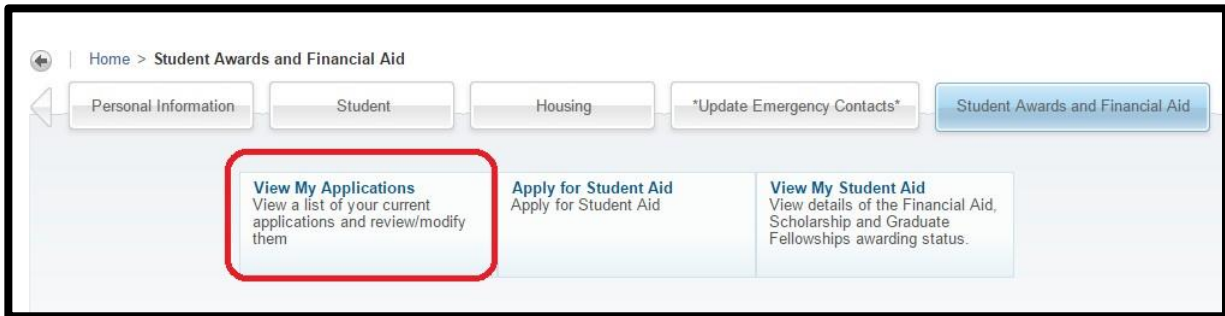 Home > Student Awards and Financial Aid
Personal Information
Student
Housing
*Update Emergency Contacts*
Student Awards and Financial Aid
View My Applications
View a list of your current
applications and review/modify
them
Apply for Student Aid
Apply for Student Aid
View My Student Aid
View details of the Financial Aid,
Scholarship and Graduate
Fellowships awarding status.